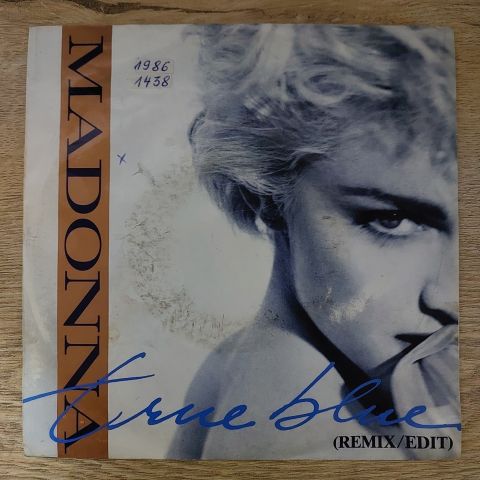 MADONNA
1986
1438
x
true blue
(REMIX/EDIT)